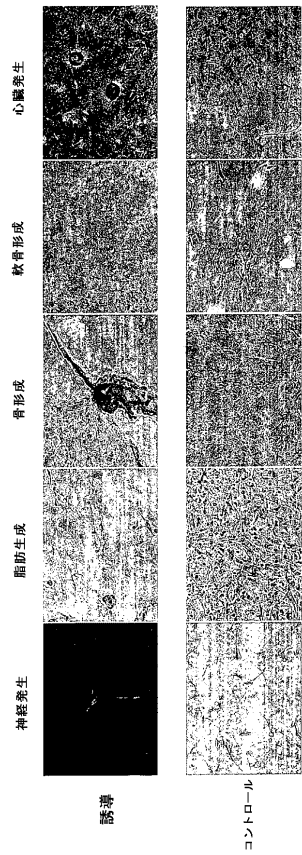 神経発生
脂肪生成
骨形成
軟骨形成
心臓発生
誘導
コントロール